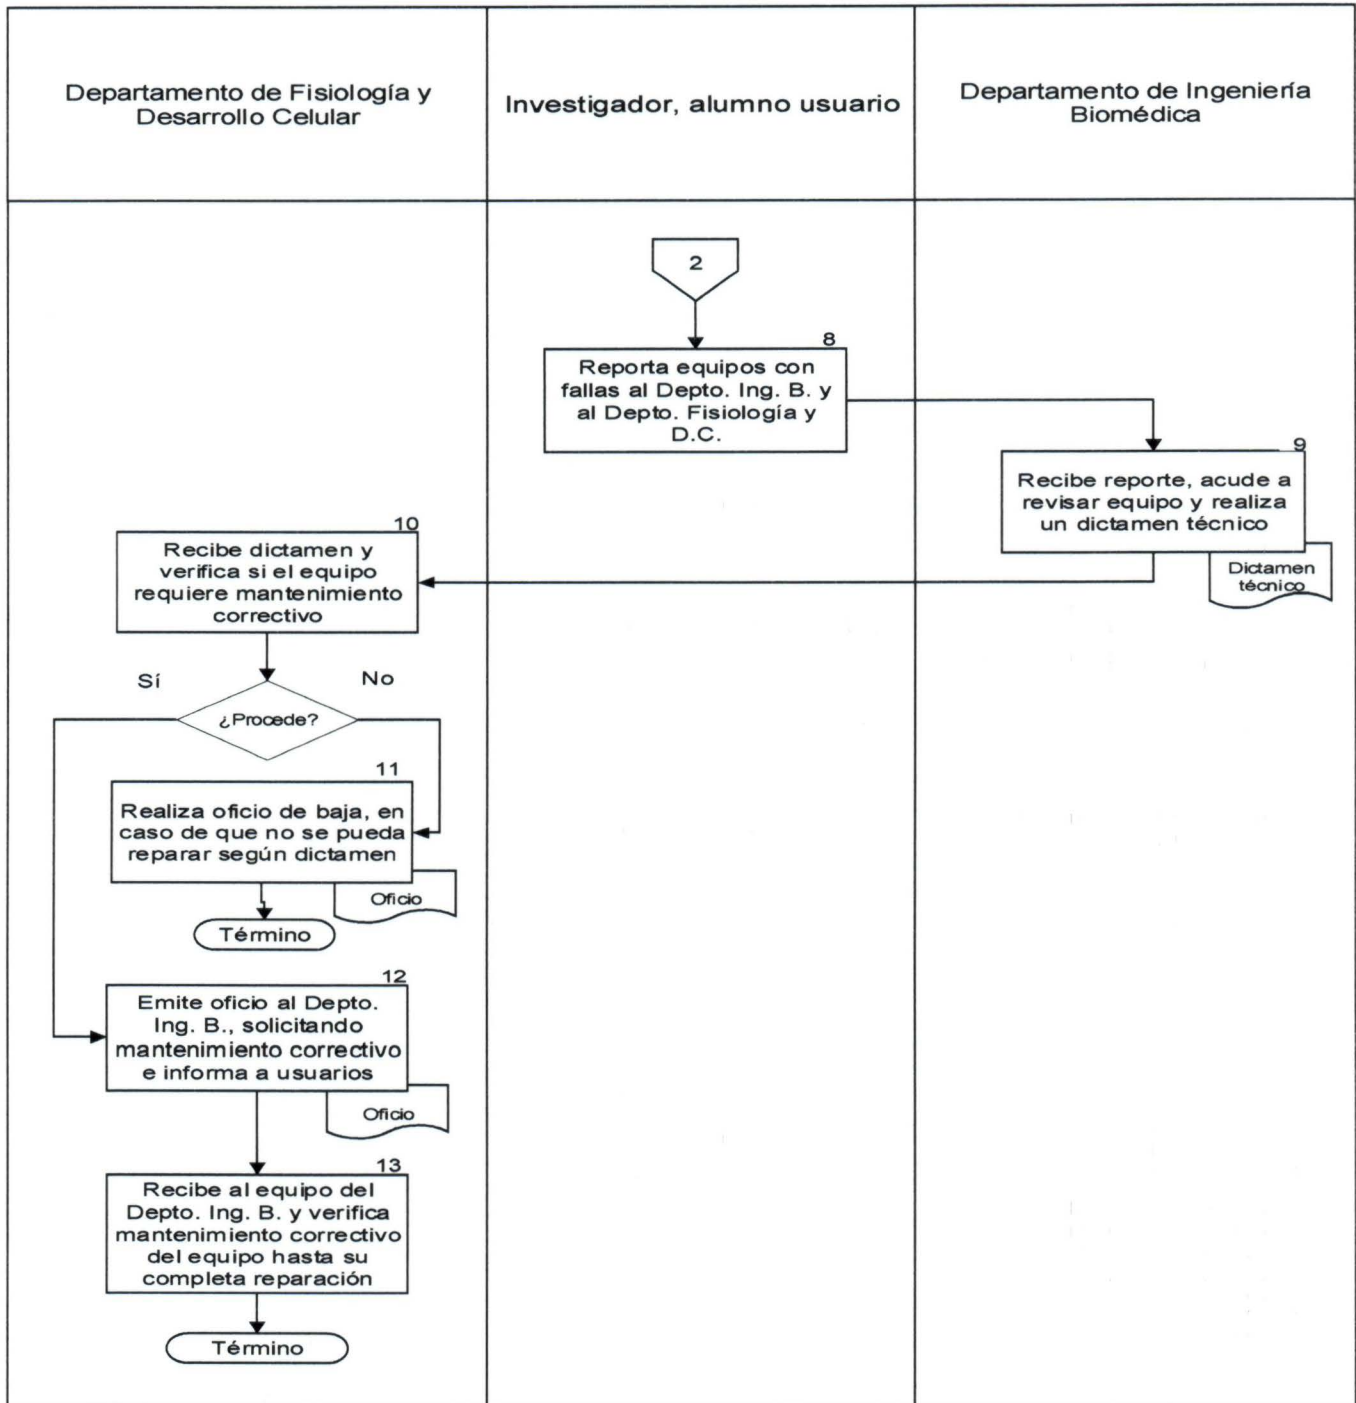 Departamento de Fisiología y
Desarrollo Celular
Investigador, alumno usuario
Departamento de Ingeniería
Biomédica
2
8
Reporta equipos con
fallas al Depto. Ing. B. y
al Depto. Fisiología y
D.C.
9
Recibe reporte, acude a
revisar equipo y realiza
un dictamen técnico
Dictamen
técnico
10
Recibe dictamen y
verifica si el equipo
requiere mantenimiento
correctivo
Sí
No
¿Procede?
11
Realiza oficio de baja, en
caso de que no se pueda
reparar según dictamen
Oficio
Término
12
Emite oficio al Depto.
Ing. B., solicitando
mantenimiento correctivo
e informa a usuarios
Oficio
13
Recibe al equipo del
Depto. Ing. B. y verifica
mantenimiento correctivo
del equipo hasta su
completa reparación
Término